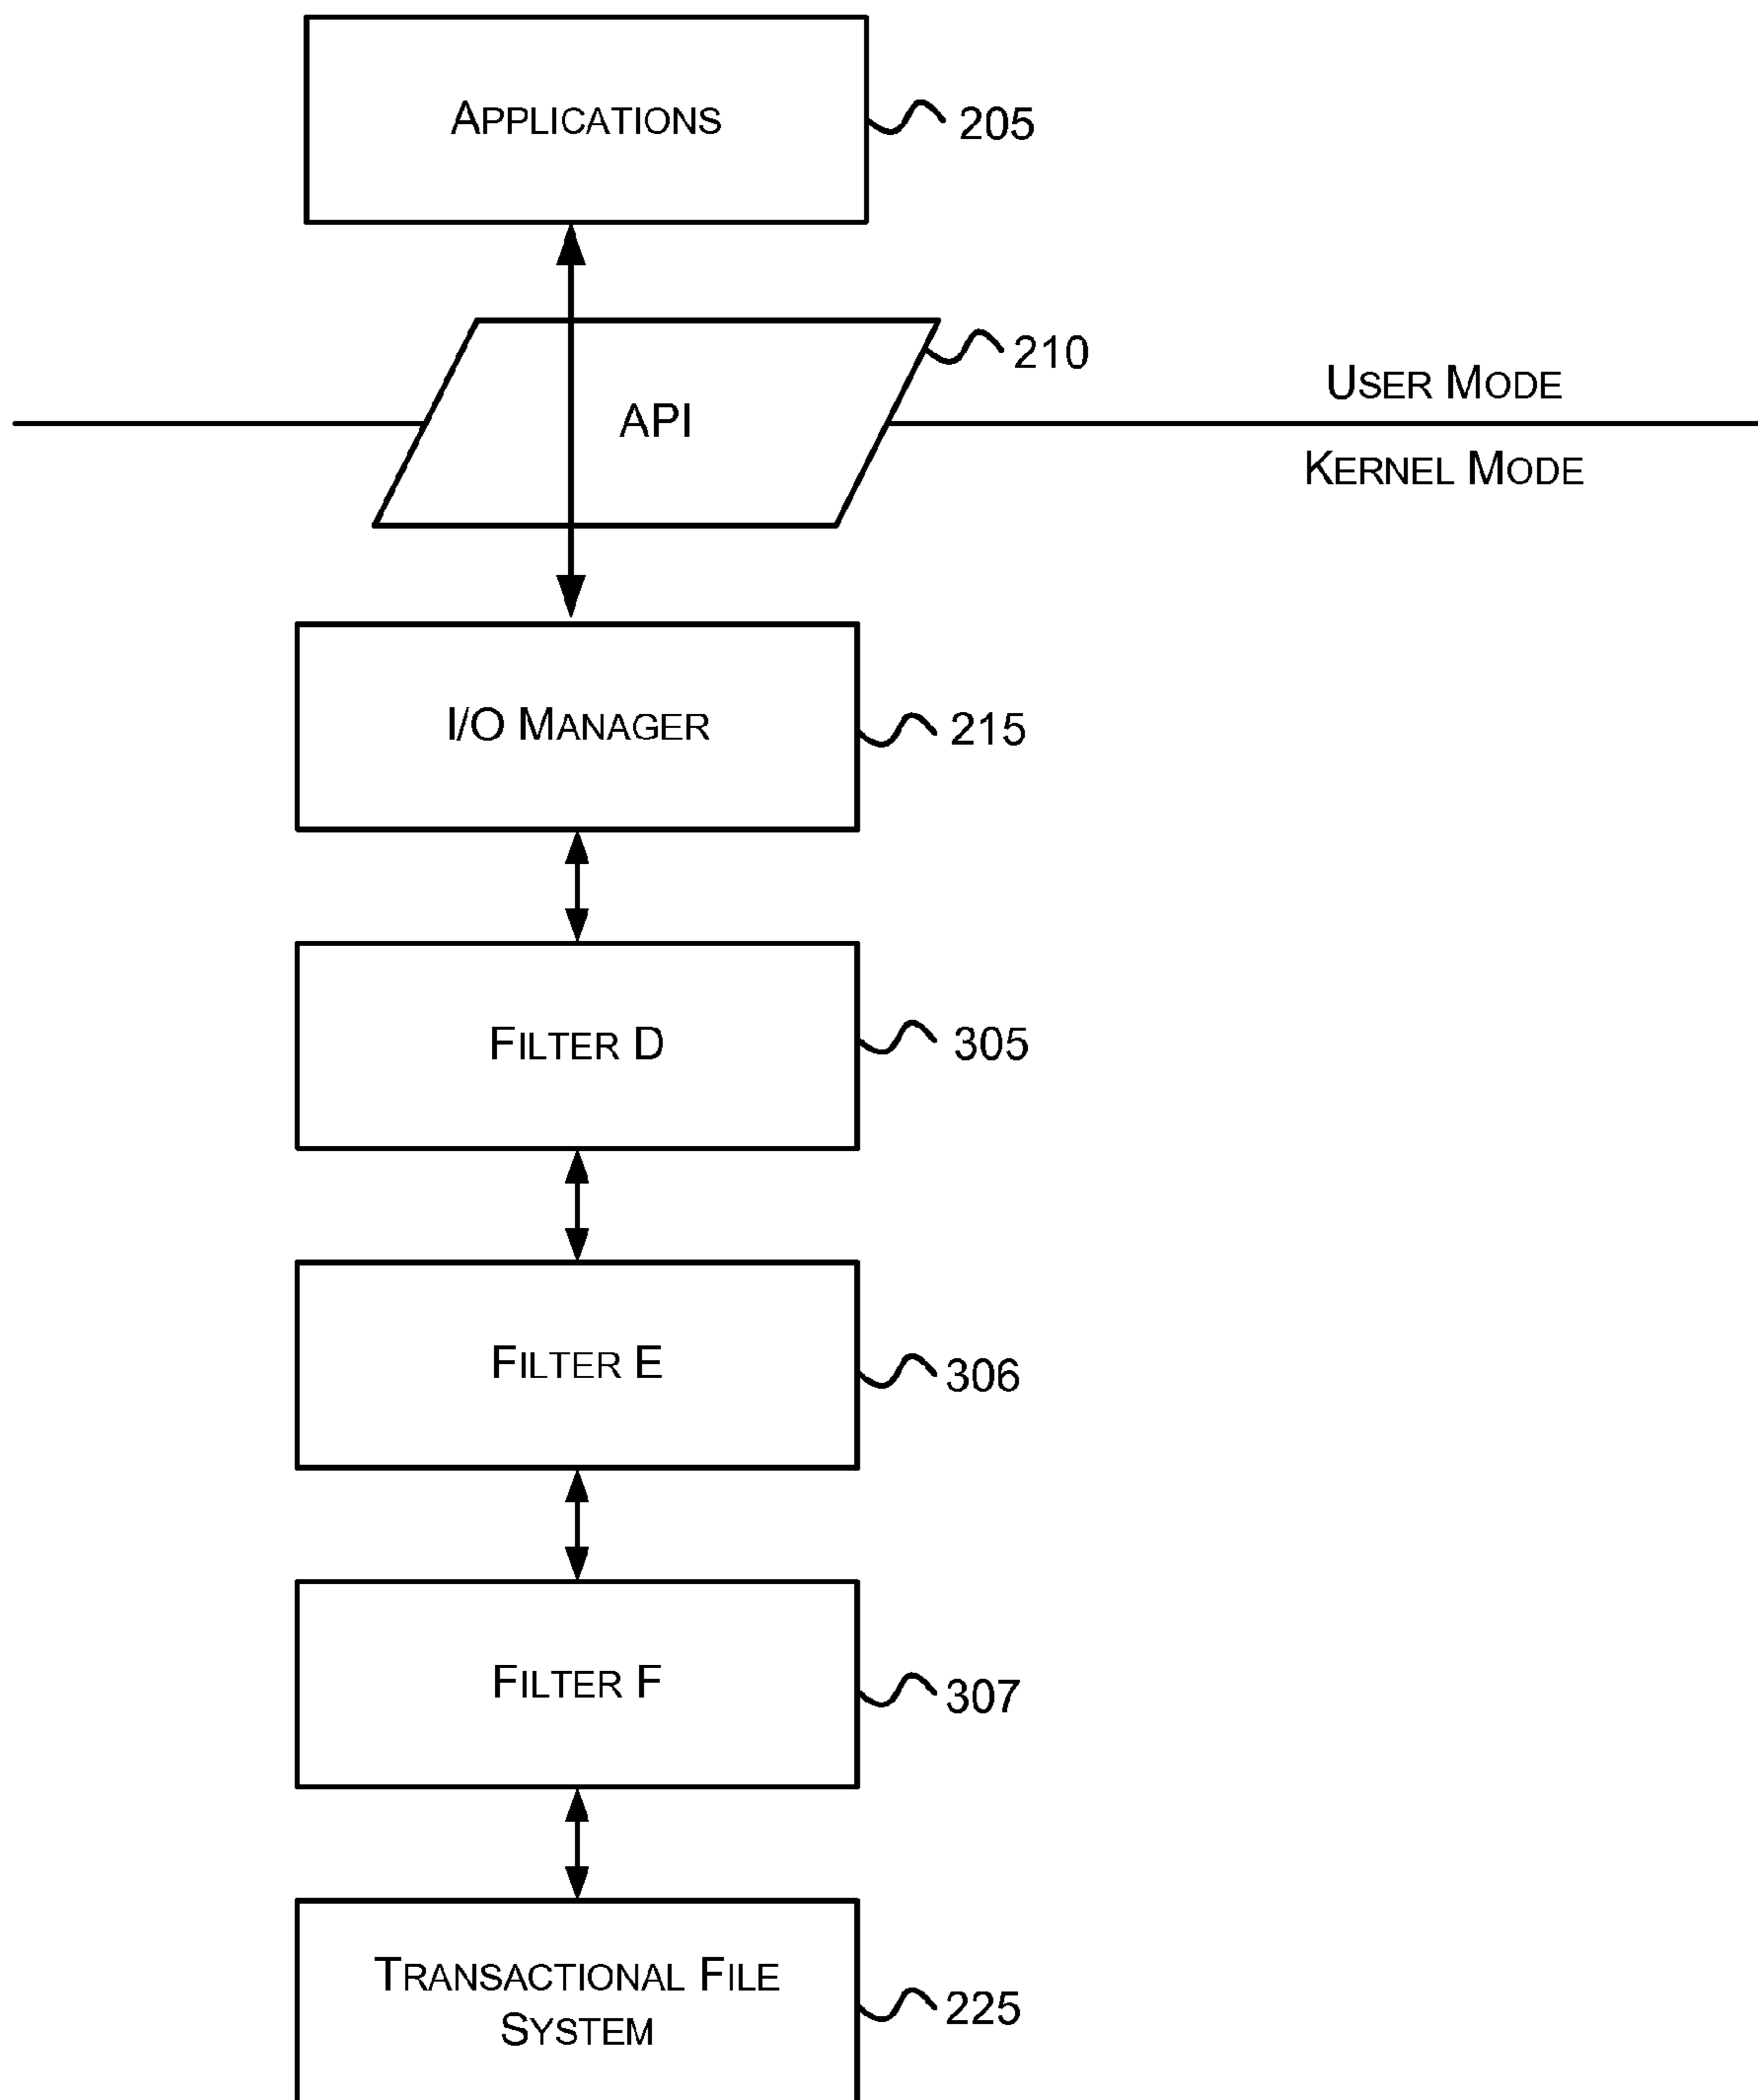 APPLICATIONS
205
210
USER MODE
API
KERNEL MODE
I/O MANAGER
215
FILTER D
305
FILTER E
306
FILTER F
307
TRANSACTIONAL FILE
SYSTEM
225